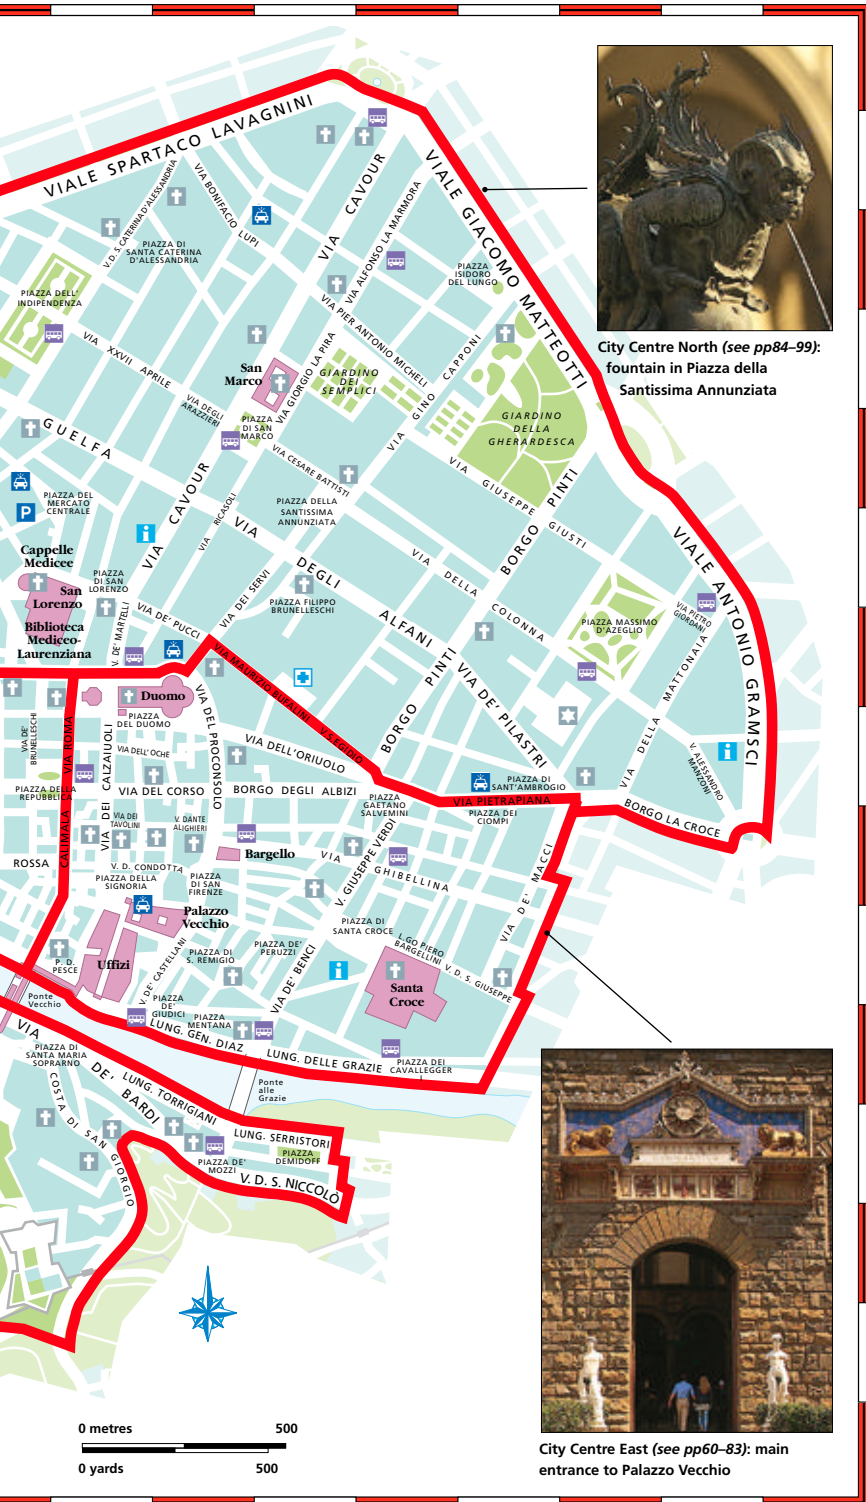 VIALE SPARTACO LAVAGNINI
VIA CAVOUR
VIALE GIACOMO MATTEOTTI
V. D. S. CATERINA D'ALESSANDRIA
VIA BONIFACIO LUPI
PIAZZA DI
SANTA CATERINA
D'ALESSANDRIA
VIA ALFONSO LA MARMORA
PIAZZA
ISIDORO
DEL LUNGO
PIAZZA DELL'
INDIPENDENZA
VIA PIER ANTONIO MICHELI
VIA XXVII APRILE
San
Marco
VIA GIORGIO LA PIRA
GIARDINO
DEI
SEMPLICI
VIA GINO CAPPONI
VIA DEGLI
ARAZZIERI
PIAZZA
DI SAN
MARCO
GIARDINO
DELLA
GHERARDESCA
City Centre North (see pp84–99):
fountain in Piazza della
Santissima Annunziata
GUELFA
VIA CESARE BATTISTI
VIA GIUSEPPE GIUSTI
BORGO PINTI
PIAZZA DEL
MERCATO
CENTRALE
P
VIA CAVOUR
VIA RICASOLI
PIAZZA DELLA
SANTISSIMA
ANNUNZIATA
VIA DEGLI ALFANI
VIA DELLA COLONNA
VIALE ANTONIO GRAMSCI
i
Cappelle
Medicee
San
Lorenzo
Biblioteca
Mediceo-
Laurenziana
PIAZZA
DI SAN
LORENZO
V. DE' MARTELLI
VIA DE' PUCCI
VIA DEI SERVI
PIAZZA FILIPPO
BRUNELLESCHI
PIAZZA MASSIMO
D'AZEGLIO
VIA PIETRO
GIORDANI
VIA MAURIZIO BUFALINI
V.S.EGIDIO
BORGO PINTI
VIA DE' PILASTRI
VIA DELLA MATTONAIA
V. ALESSANDRO
MANZONI
i
Duomo
PIAZZA
DEL DUOMO
VIA DE'
BRUNELLESCHI
VIA ROMA
VIA DEI CALZAIUOLI
VIA DELL'OCHE
VIA DEL PROCONSOLO
VIA DELL'ORIUOLO
PIAZZA DELLA
REPUBBLICA
VIA DEL CORSO
BORGO DEGLI ALBIZI
PIAZZA
GAETANO
SALVEMINI
PIAZZA DI
SANT'AMBROGIO
VIA PIETRAPIANA
PIAZZA DEI
CIOMPI
BORGO LA CROCE
CALIMALA
VIA DEI
TAVOLINI
V. DANTE
ALIGHIERI
Bargello
VIA GHIBELLINA
V. GIUSEPPE VERDI
VIA DE' MACCI
ROSSA
V. D. CONDOTTA
PIAZZA DELLA
SIGNORIA
PIAZZA
DI SAN
FIRENZE
Palazzo
Vecchio
PIAZZA DI
SANTA CROCE
L.GO PIERO
BARGELLINI
V. D. S. GIUSEPPE
P. D.
PESCE
Uffizi
V. DE' CASTELLANI
PIAZZA DI
S. REMIGIO
PIAZZA DE'
PERUZZI
VIA DE' BENCI
i
Santa
Croce
Ponte
Vecchio
PIAZZA
DE'
GIUDICI
PIAZZA
MENTANA
LUNG. GEN. DIAZ
LUNG. DELLE GRAZIE
PIAZZA DEI
CAVALLEGGER
VIA DE' BARDI
PIAZZA DI
SANTA MARIA
SOPRARNO
LUNG. TORRIGIANI
Ponte
alle
Grazie
COSTA DI SAN GIORGIO
LUNG. SERRISTORI
PIAZZA DE'
MOZZI
PIAZZA
DEMIDOFF
V. D. S. NICCOLÒ
0 metres 500
0 yards 500
City Centre East (see pp60–83): main
entrance to Palazzo Vecchio